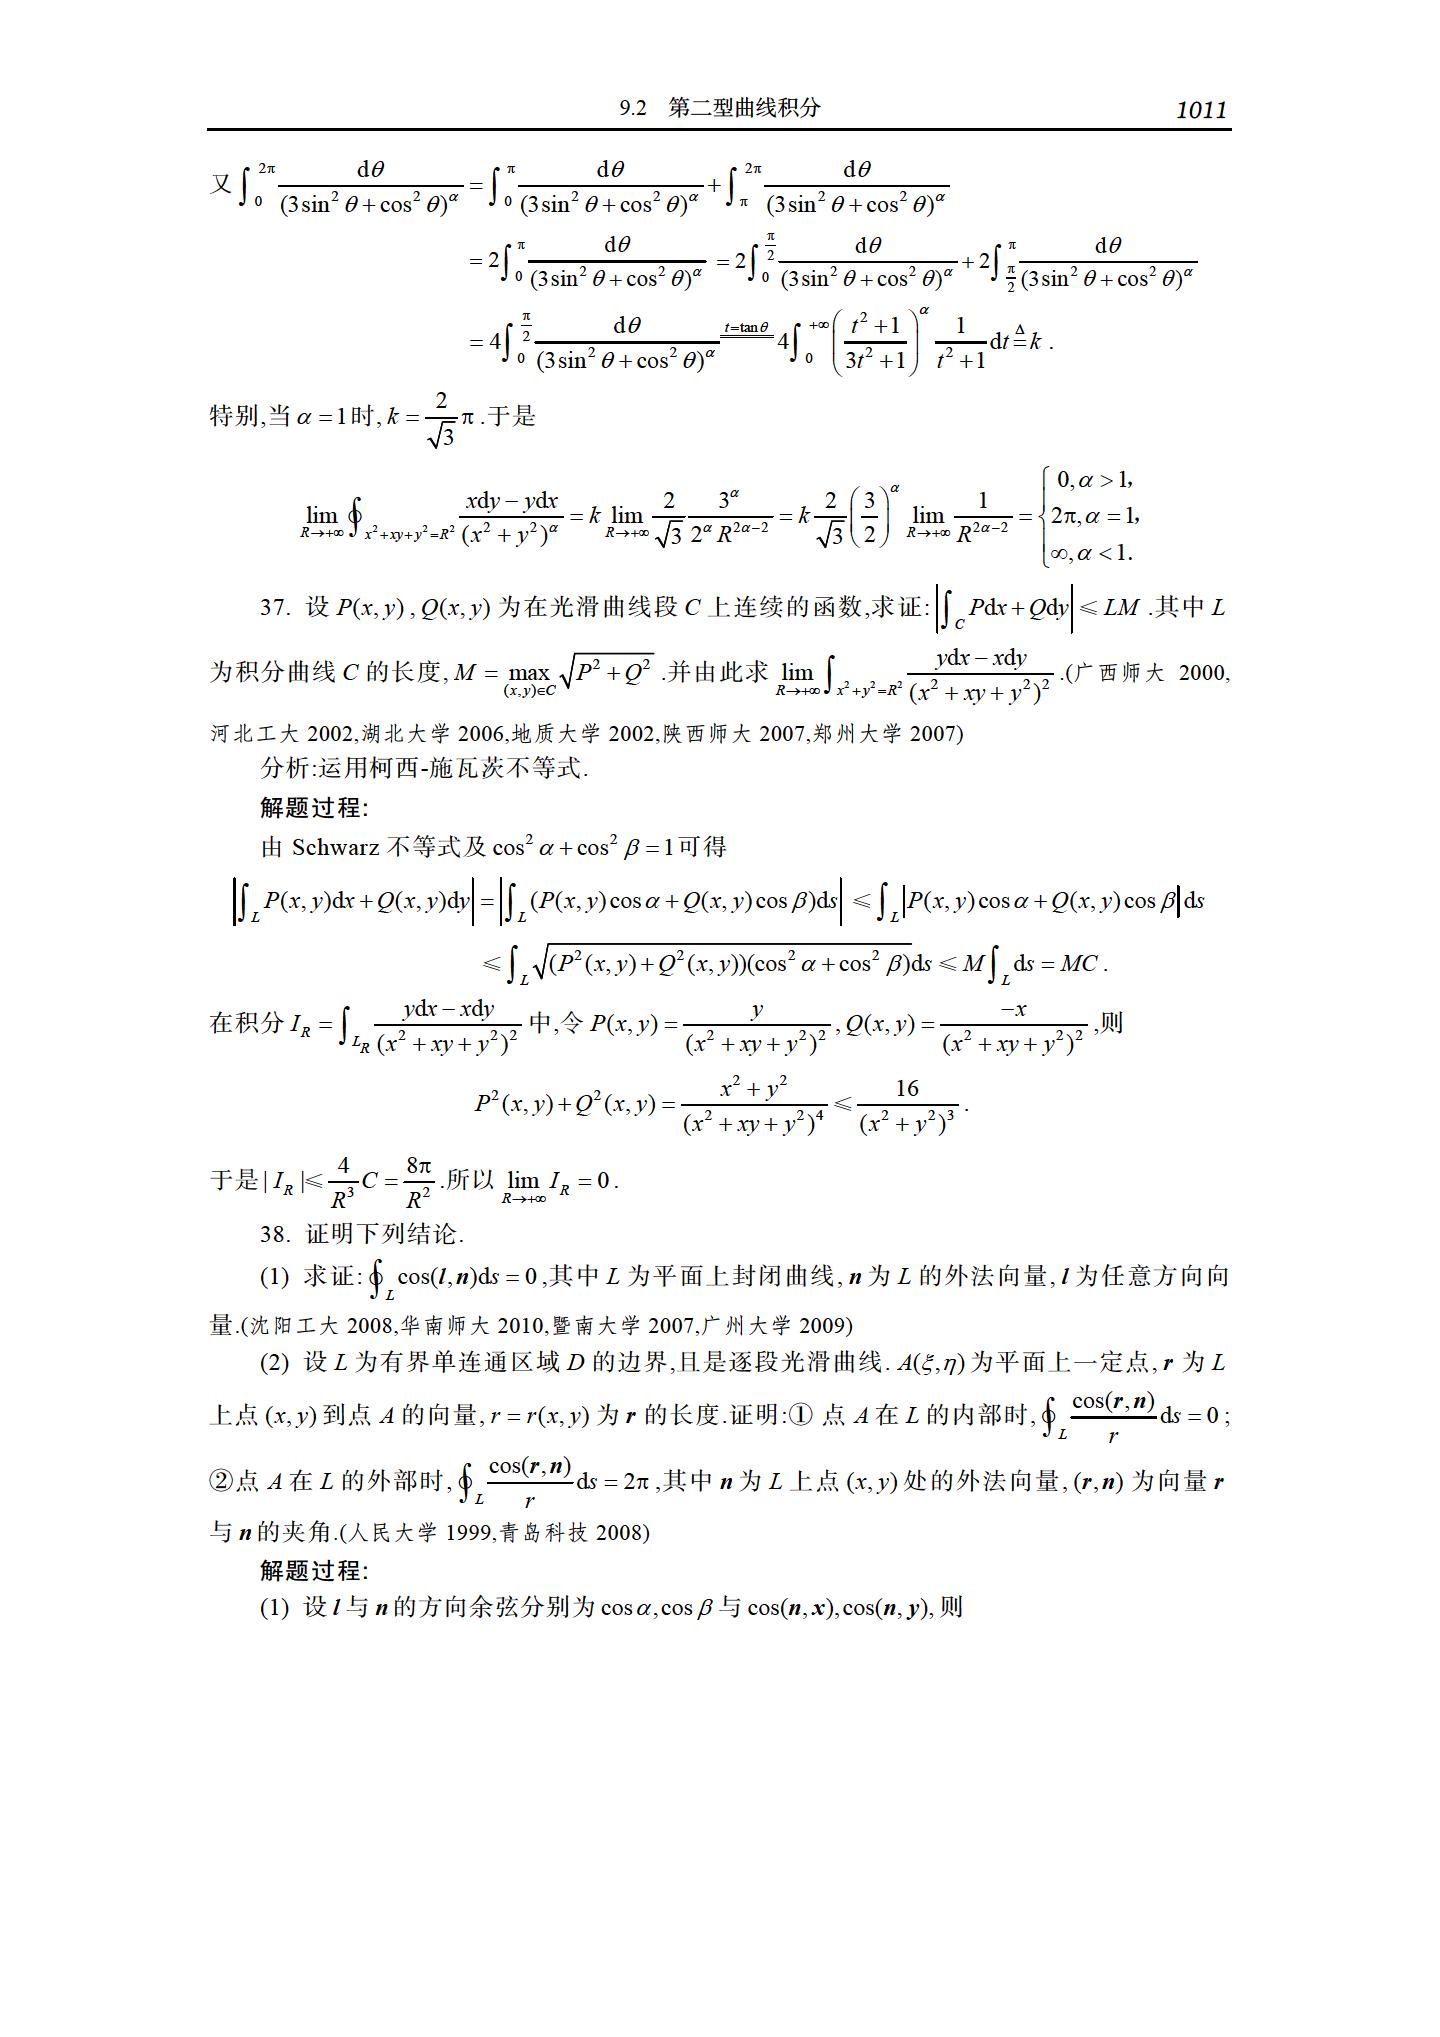 9.2 第二型曲线积分 1011
又$\int_0^{2\pi}\frac{d\theta}{(3\sin^2\theta+\cos^2\theta)^\alpha}=\int_0^{\pi}\frac{d\theta}{(3\sin^2\theta+\cos^2\theta)^\alpha}+\int_\pi^{2\pi}\frac{d\theta}{(3\sin^2\theta+\cos^2\theta)^\alpha}$
$=2\int_0^{\pi}\frac{d\theta}{(3\sin^2\theta+\cos^2\theta)^\alpha}=2\int_0^{\frac{\pi}{2}}\frac{d\theta}{(3\sin^2\theta+\cos^2\theta)^\alpha}+2\int_{\frac{\pi}{2}}^{\pi}\frac{d\theta}{(3\sin^2\theta+\cos^2\theta)^\alpha}$
$=4\int_0^{\frac{\pi}{2}}\frac{d\theta}{(3\sin^2\theta+\cos^2\theta)^\alpha}\overset{t=\tan\theta}{=\!=\!=}4\int_0^{+\infty}\left(\frac{t^2+1}{3t^2+1}\right)^\alpha\frac{1}{t^2+1}dt\overset{\Delta}{=}k$.
特别,当$\alpha=1$时,$k=\frac{2}{\sqrt{3}}\pi$.于是
$\lim_{R\to+\infty}\oint_{x^2+xy+y^2=R^2}\frac{xdy-ydx}{(x^2+y^2)^\alpha}=k\lim_{R\to+\infty}\frac{2}{\sqrt{3}}\frac{3^\alpha}{2^\alpha R^{2\alpha-2}}=k\frac{2}{\sqrt{3}}\left(\frac{3}{2}\right)^\alpha\lim_{R\to+\infty}\frac{1}{R^{2\alpha-2}}=\begin{cases}0,\alpha>1,\\2\pi,\alpha=1,\\\infty,\alpha<1.\end{cases}$
37. 设$P(x,y),Q(x,y)$为在光滑曲线段$C$上连续的函数,求证:$\left|\int_C Pdx+Qdy\right|\leqslant LM$.其中$L$
为积分曲线$C$的长度,$M=\max_{(x,y)\in C}\sqrt{P^2+Q^2}$.并由此求$\lim_{R\to+\infty}\int_{x^2+y^2=R^2}\frac{ydx-xdy}{(x^2+xy+y^2)^2}$.(广西师大 2000,
河北工大 2002,湖北大学 2006,地质大学 2002,陕西师大 2007,郑州大学 2007)
分析:运用柯西-施瓦茨不等式.
解题过程:
由 Schwarz 不等式及$\cos^2\alpha+\cos^2\beta=1$可得
$\left|\int_L P(x,y)dx+Q(x,y)dy\right|=\left|\int_L(P(x,y)\cos\alpha+Q(x,y)\cos\beta)ds\right|\leqslant\int_L\left|P(x,y)\cos\alpha+Q(x,y)\cos\beta\right|ds$
$\leqslant\int_L\sqrt{(P^2(x,y)+Q^2(x,y))(\cos^2\alpha+\cos^2\beta)}ds\leqslant M\int_L ds=MC$.
在积分$I_R=\int_{L_R}\frac{ydx-xdy}{(x^2+xy+y^2)^2}$中,令$P(x,y)=\frac{y}{(x^2+xy+y^2)^2},Q(x,y)=\frac{-x}{(x^2+xy+y^2)^2}$,则
$P^2(x,y)+Q^2(x,y)=\frac{x^2+y^2}{(x^2+xy+y^2)^4}\leqslant\frac{16}{(x^2+y^2)^3}$.
于是$|I_R|\leqslant\frac{4}{R^3}C=\frac{8\pi}{R^2}$.所以$\lim_{R\to+\infty}I_R=0$.
38. 证明下列结论.
(1) 求证:$\oint_L\cos(\boldsymbol{l},\boldsymbol{n})ds=0$,其中$L$为平面上封闭曲线,$\boldsymbol{n}$为$L$的外法向量,$\boldsymbol{l}$为任意方向向
量.(沈阳工大 2008,华南师大 2010,暨南大学 2007,广州大学 2009)
(2) 设$L$为有界单连通区域$D$的边界,且是逐段光滑曲线.$A(\xi,\eta)$为平面上一定点,$\boldsymbol{r}$为$L$
上点$(x,y)$到点$A$的向量,$r=r(x,y)$为$\boldsymbol{r}$的长度.证明:① 点$A$在$L$的内部时,$\oint_L\frac{\cos(\boldsymbol{r},\boldsymbol{n})}{r}ds=0$;
②点$A$在$L$的外部时,$\oint_L\frac{\cos(\boldsymbol{r},\boldsymbol{n})}{r}ds=2\pi$,其中$\boldsymbol{n}$为$L$上点$(x,y)$处的外法向量,$(\boldsymbol{r},\boldsymbol{n})$为向量$\boldsymbol{r}$
与$\boldsymbol{n}$的夹角.(人民大学 1999,青岛科技 2008)
解题过程:
(1) 设$\boldsymbol{l}$与$\boldsymbol{n}$的方向余弦分别为$\cos\alpha,\cos\beta$与$\cos(\boldsymbol{n},\boldsymbol{x}),\cos(\boldsymbol{n},\boldsymbol{y})$,则